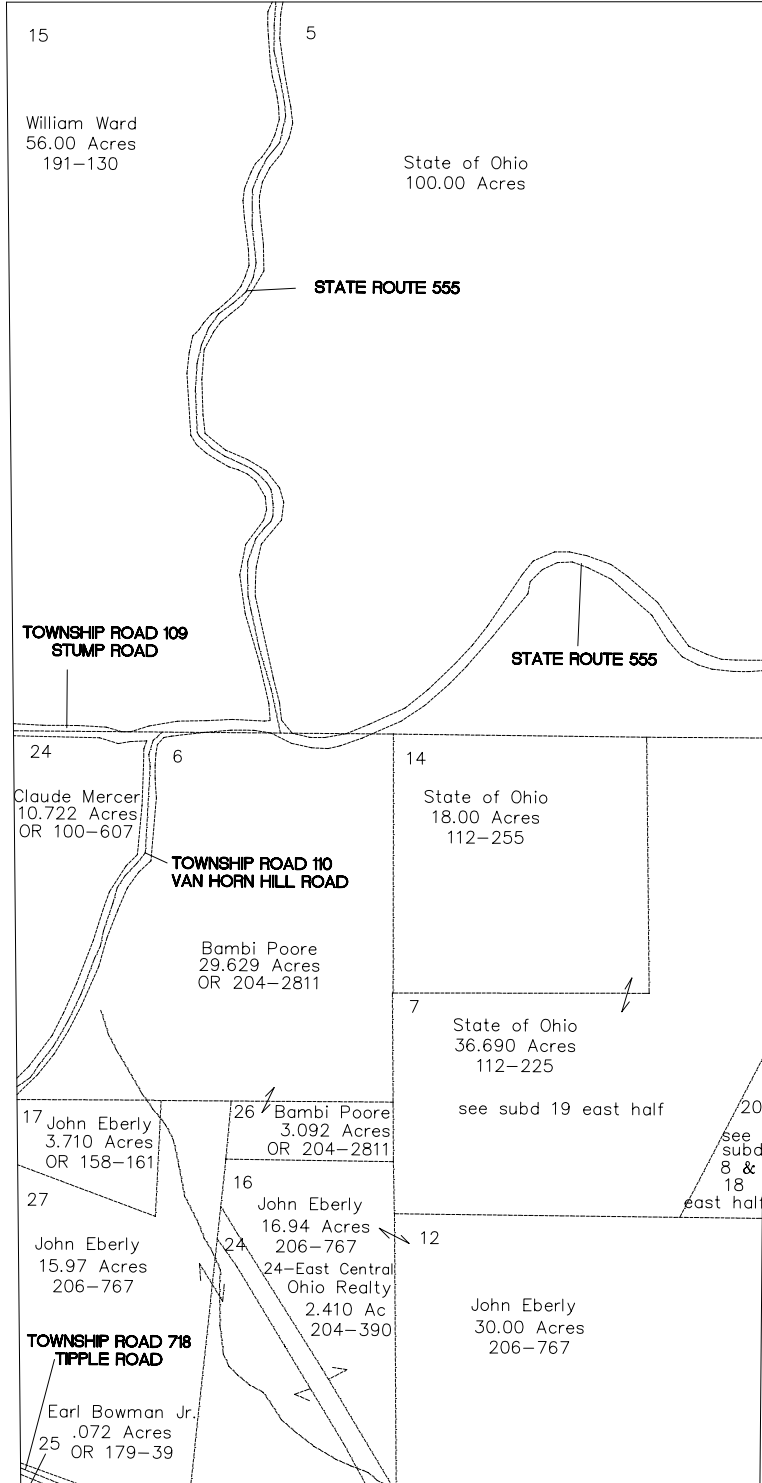 15
5
William Ward
56.00 Acres
191-130
State of Ohio
100.00 Acres
STATE ROUTE 555
TOWNSHIP ROAD 109
STUMP ROAD
STATE ROUTE 555
24
6
14
Claude Mercer
10.722 Acres
OR 100-607
State of Ohio
18.00 Acres
112-255
TOWNSHIP ROAD 110
VAN HORN HILL ROAD
Bambi Poore
29.629 Acres
OR 204-2811
7
State of Ohio
36.690 Acres
112-225
see subd 19 east half
20
see
subd
8 &
18
east half
17
John Eberly
3.710 Acres
OR 158-161
26
Bambi Poore
3.092 Acres
OR 204-2811
27
John Eberly
15.97 Acres
206-767
16
John Eberly
16.94 Acres
206-767
24
24-East Central
Ohio Realty
2.410 Ac
204-390
12
John Eberly
30.00 Acres
206-767
TOWNSHIP ROAD 718
TIPPLE ROAD
Earl Bowman Jr.
.072 Acres
25
OR 179-39